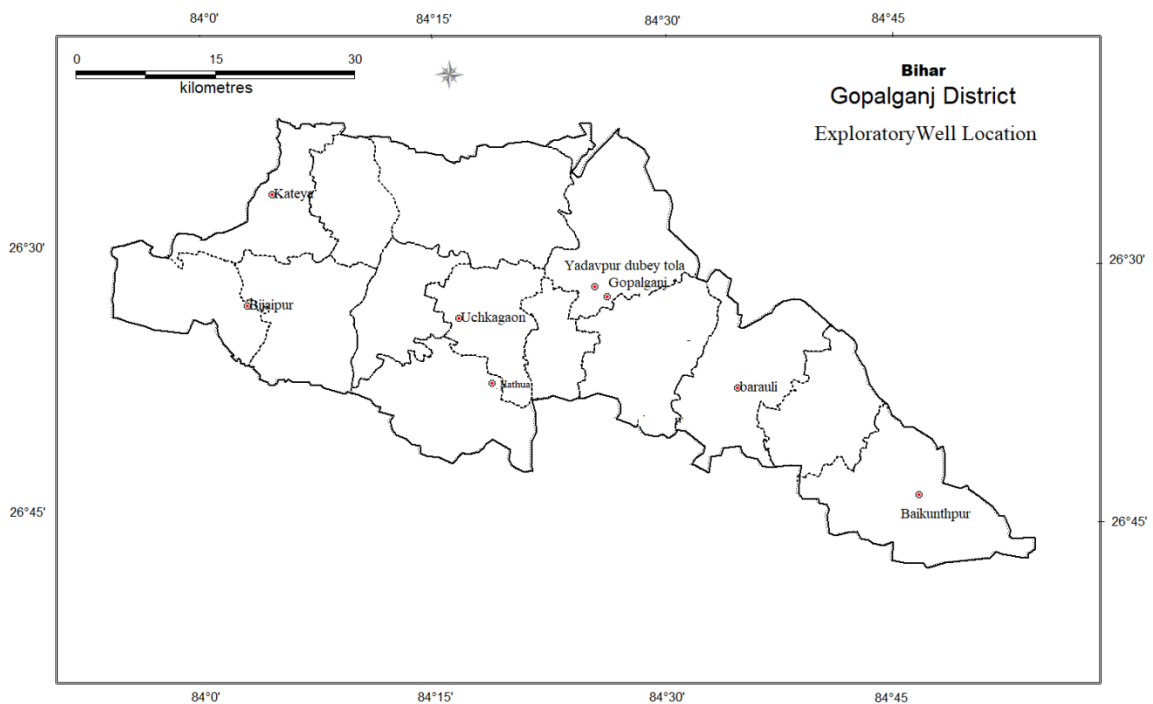 84°0' 84°15' 84°30' 84°45'
0 15 30
kilometres
Bihar
Gopalganj District
ExploratoryWell Location
Kateya
26°30' 26°30'
Yadavpur dubey tola
Gopalganj
Bijaipur
Uchkagaon
Hathua
barauli
Baikunthpur
26°45' 26°45'
84°0' 84°15' 84°30' 84°45'